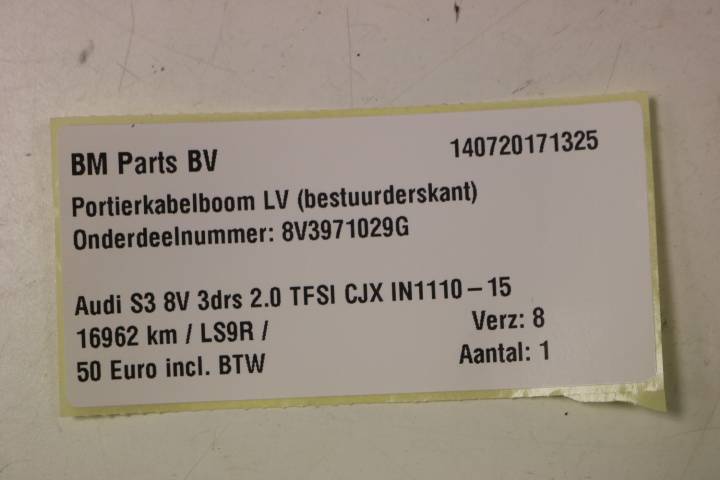 BM Parts BV 140720171325
Portierkabelboom LV (bestuurderskant)
Onderdeelnummer: 8V3971029G
Audi S3 8V 3drs 2.0 TFSI CJX IN1110 – 15
16962 km / LS9R / Verz: 8
50 Euro incl. BTW Aantal: 1